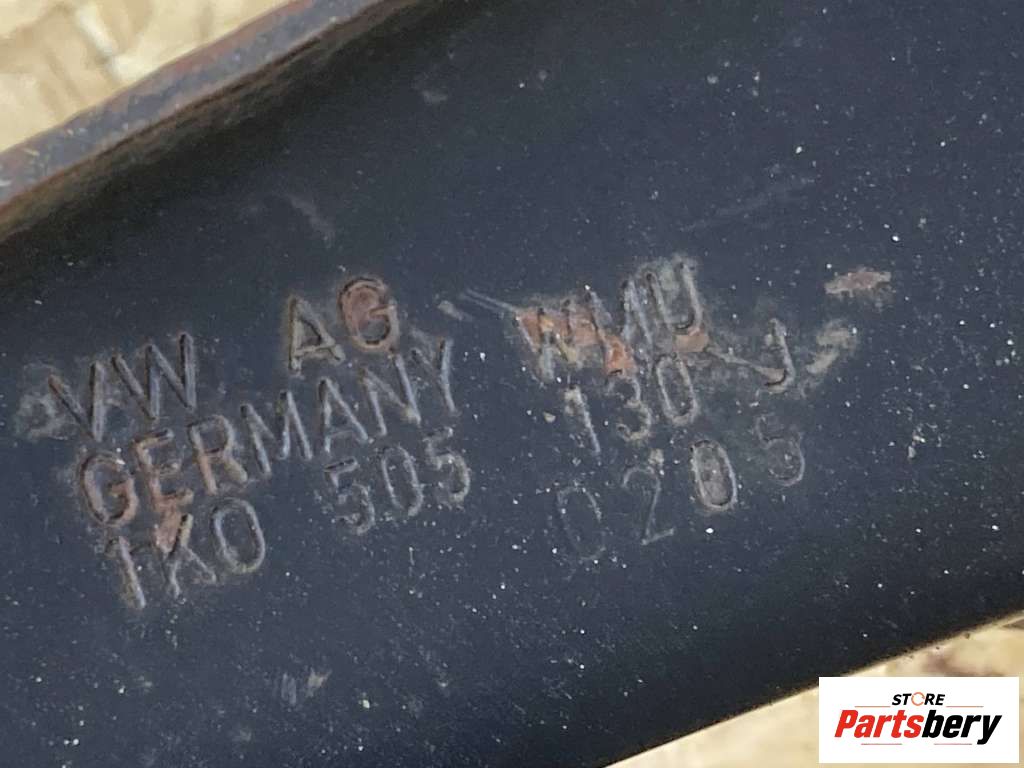 VW AG
GERMANY
1K0 505 130 J
0205
STORE
Partsbery